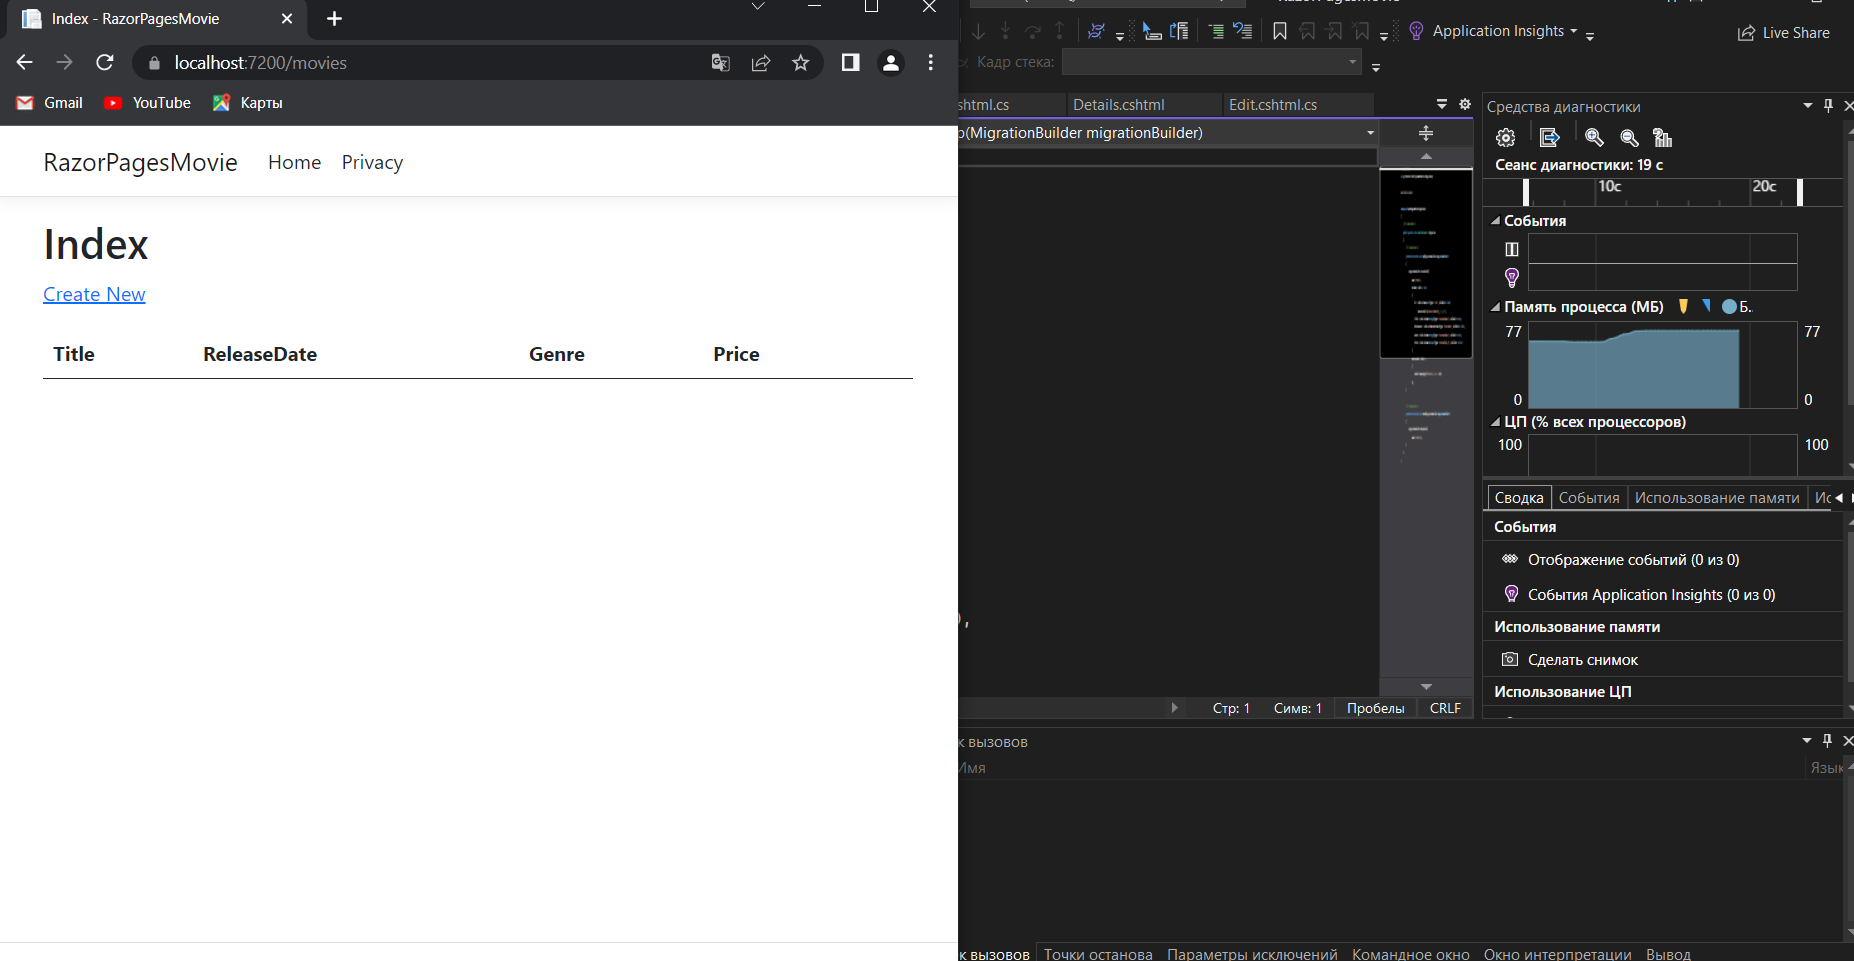 Index - RazorPagesMovie
localhost:7200/movies
Gmail YouTube Карты
RazorPagesMovie Home Privacy
Index
Create New
Title ReleaseDate Genre Price
Application Insights
Live Share
Кадр стека:
shtml.cs Details.cshtml Edit.cshtml.cs
(MigrationBuilder migrationBuilder)
),
Стр: 1 Симв: 1 Пробелы CRLF
Средства диагностики
Сеанс диагностики: 19 с
10с 20с
События
Память процесса (МБ) Б..
77 77
0 0
ЦП (% всех процессоров)
100 100
Сводка События Использование памяти Ис
События
Отображение событий (0 из 0)
События Application Insights (0 из 0)
Использование памяти
Сделать снимок
Использование ЦП
к вызовов
Имя Язык
к вызовов Точки останова Параметры исключений Командное окно Окно интерпретации Вывод